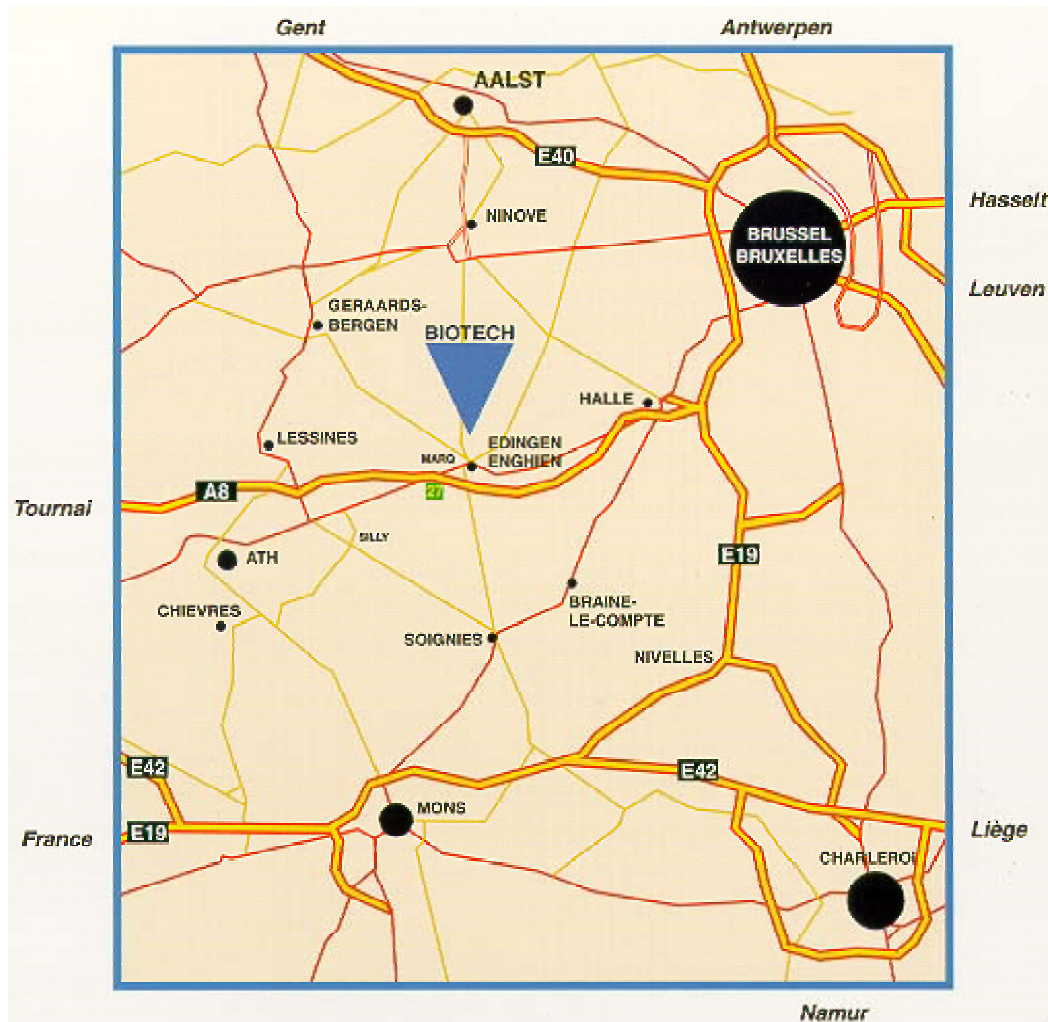 Gent
Antwerpen
AALST
E40
Hasselt
NINOVE
BRUSSEL
BRUXELLES
Leuven
GERAARDS-
BERGEN
BIOTECH
HALLE
LESSINES
EDINGEN
ENGHIEN
MARQ
A8
27
Tournai
SILLY
E19
ATH
CHIEVRES
BRAINE-
LE-COMPTE
SOIGNIES
NIVELLES
E42
E42
MONS
E19
France
Liège
CHARLEROI
Namur